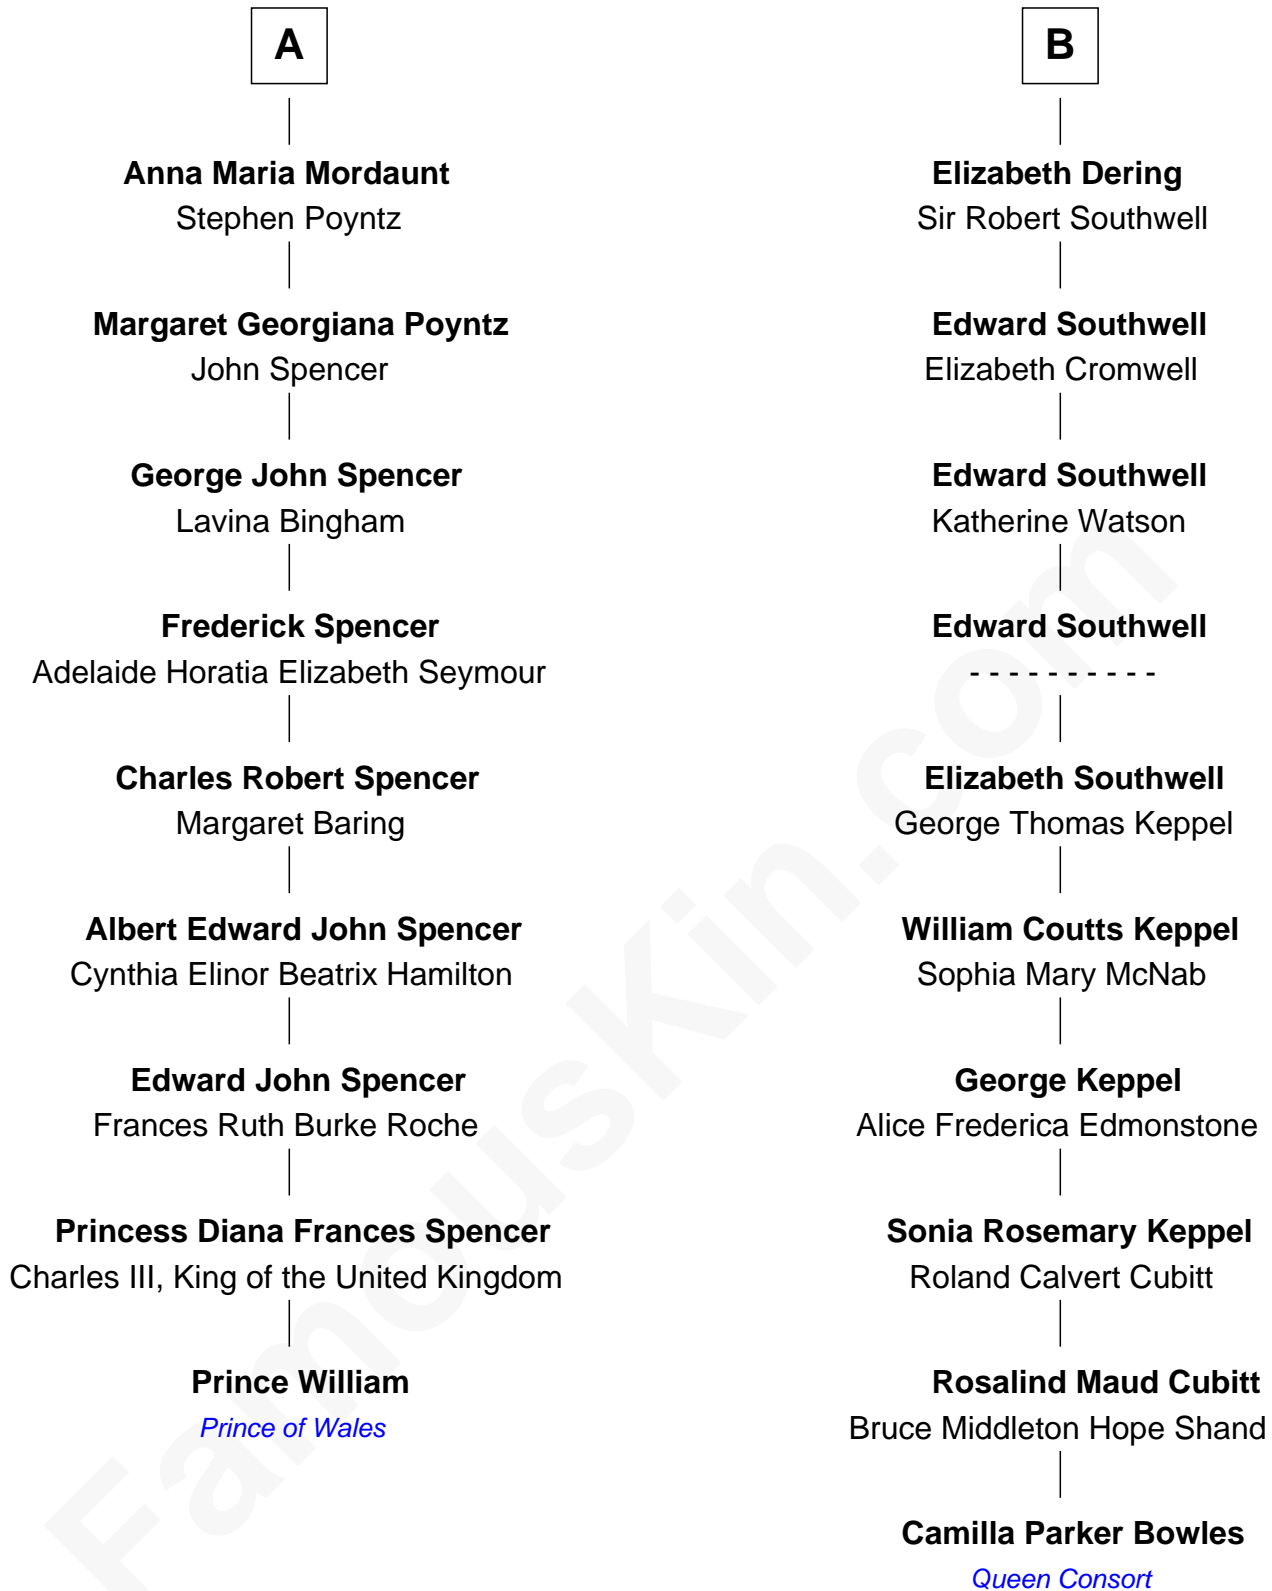 A
Anna Maria Mordaunt
Stephen Poyntz
Margaret Georgiana Poyntz
John Spencer
George John Spencer
Lavina Bingham
Frederick Spencer
Adelaide Horatia Elizabeth Seymour
Charles Robert Spencer
Margaret Baring
Albert Edward John Spencer
Cynthia Elinor Beatrix Hamilton
Edward John Spencer
Frances Ruth Burke Roche
Princess Diana Frances Spencer
Charles III, King of the United Kingdom
Prince William
Prince of Wales
B
Elizabeth Dering
Sir Robert Southwell
Edward Southwell
Elizabeth Cromwell
Edward Southwell
Katherine Watson
Edward Southwell
- - - - - - - - - -
Elizabeth Southwell
George Thomas Keppel
William Coutts Keppel
Sophia Mary McNab
George Keppel
Alice Frederica Edmonstone
Sonia Rosemary Keppel
Roland Calvert Cubitt
Rosalind Maud Cubitt
Bruce Middleton Hope Shand
Camilla Parker Bowles
Queen Consort
FamousKin.com